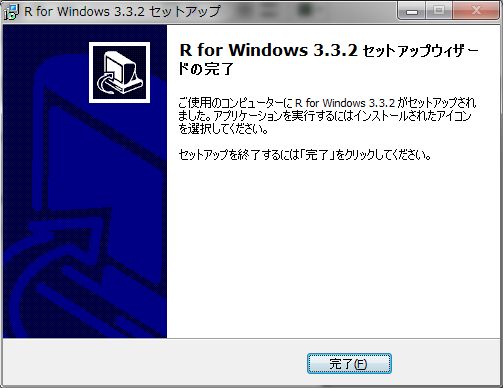 R for Windows 3.3.2 セットアップ
R for Windows 3.3.2 セットアップウィザー
ドの完了
ご使用のコンピューターに R for Windows 3.3.2 がセットアップされ
ました。アプリケーションを実行するにはインストールされたアイコン
を選択してください。
セットアップを終了するには「完了」をクリックしてください。
完了(F)